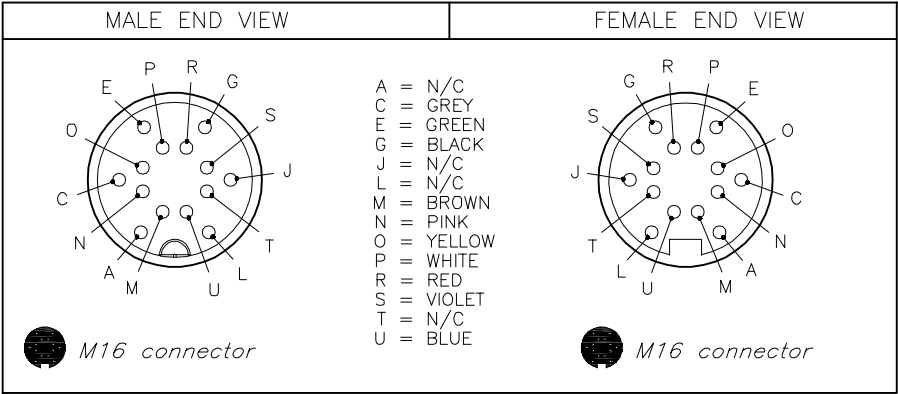 MALE END VIEW
FEMALE END VIEW
E P R G
O S
C J
N T
A M U L
A = N/C
C = GREY
E = GREEN
G = BLACK
J = N/C
L = N/C
M = BROWN
N = PINK
O = YELLOW
P = WHITE
R = RED
S = VIOLET
T = N/C
U = BLUE
G R P E
S O
J C
T N
L U M A
M16 connector
M16 connector